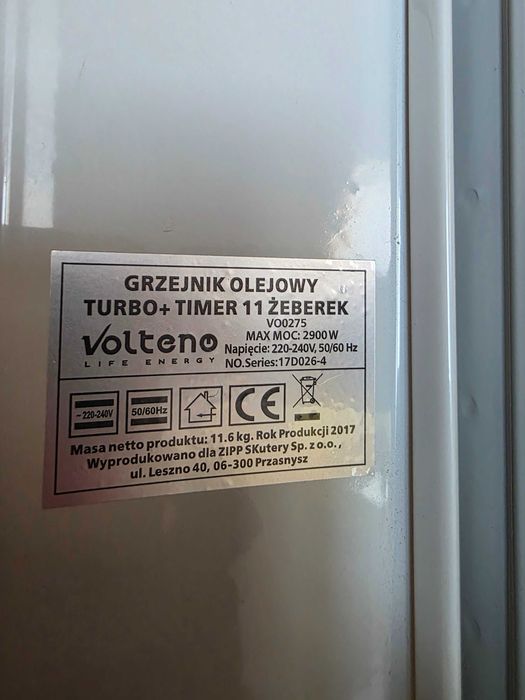 GRZEJNIK OLEJOWY
TURBO+ TIMER 11 ŻEBEREK
VO0275
Volteno
LIFE ENERGY
MAX MOC: 2900 W
Napięcie: 220-240V, 50/60 Hz
NO.Series:17D026-4
~220-240V
50/60Hz
CE
Masa netto produktu: 11.6 kg. Rok Produkcji 2017
Wyprodukowano dla ZIPP SKutery Sp. z o.o.,
ul. Leszno 40, 06-300 Przasnysz